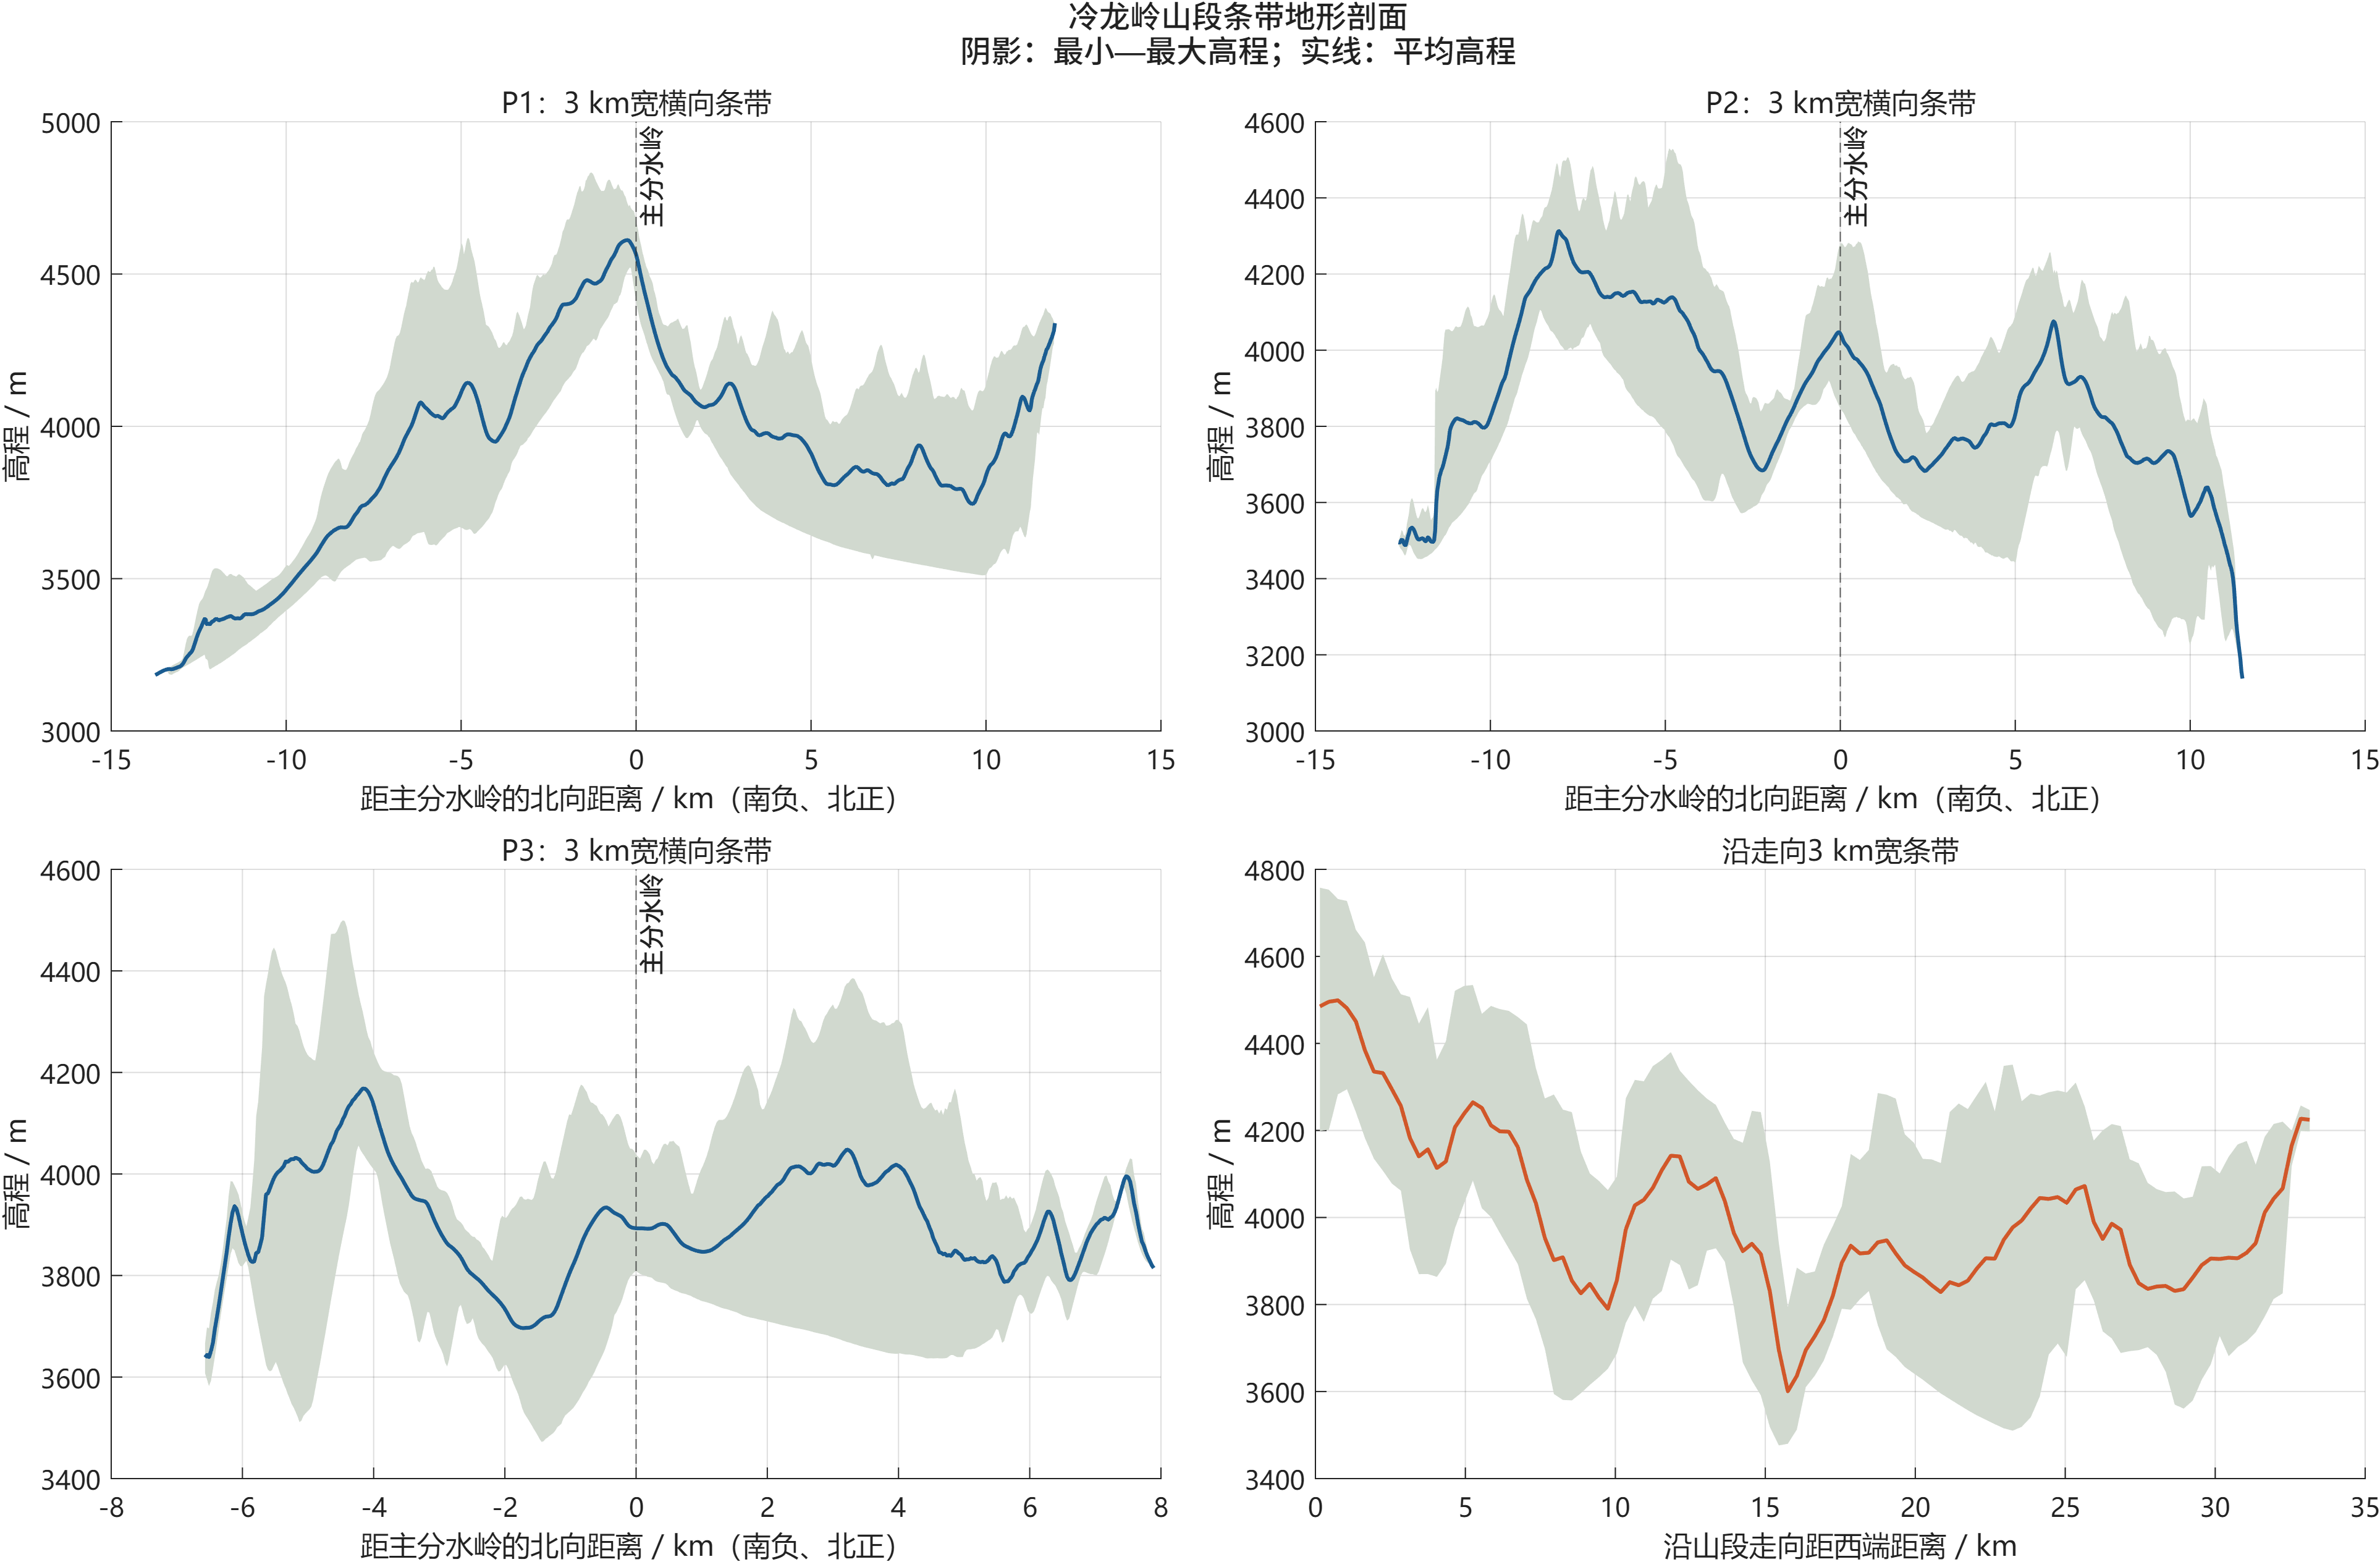 冷龙岭山段条带地形剖面
阴影：最小—最大高程；实线：平均高程
P1：3 km宽横向条带
主分水岭
高程 / m
5000
4500
4000
3500
3000
-15 -10 -5 0 5 10 15
距主分水岭的北向距离 / km（南负、北正）
P2：3 km宽横向条带
主分水岭
高程 / m
4600
4400
4200
4000
3800
3600
3400
3200
3000
-15 -10 -5 0 5 10 15
距主分水岭的北向距离 / km（南负、北正）
P3：3 km宽横向条带
主分水岭
高程 / m
4600
4400
4200
4000
3800
3600
3400
-8 -6 -4 -2 0 2 4 6 8
距主分水岭的北向距离 / km（南负、北正）
沿走向3 km宽条带
高程 / m
4800
4600
4400
4200
4000
3800
3600
3400
0 5 10 15 20 25 30 35
沿山段走向距西端距离 / km